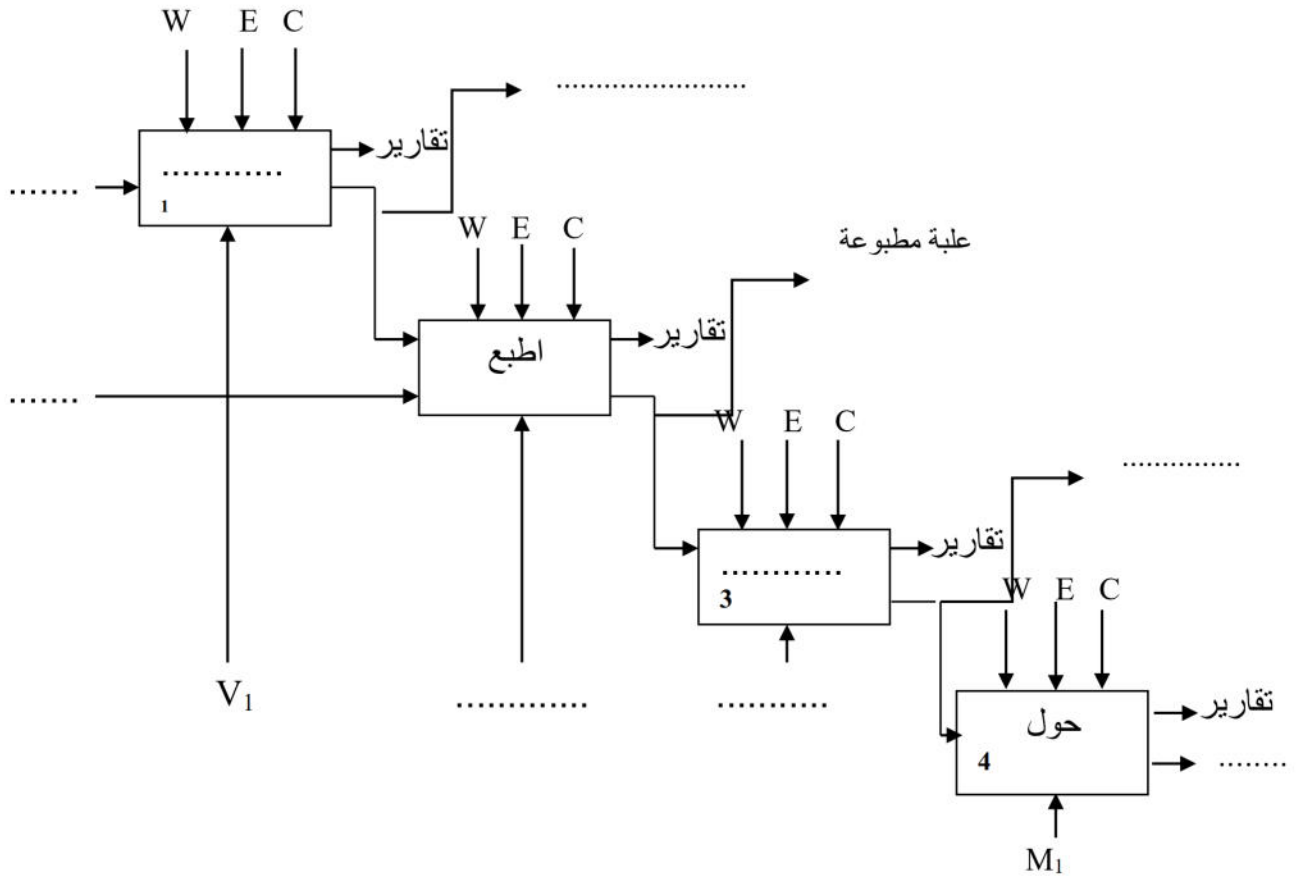 W E C
.......................
تقارير
............
.......
1
W E C
علبة مطبوعة
تقارير
اطبع
.......
W E C
..............
تقارير
............
3
W E C
V1
.............
...........
تقارير
حول
4
........
M1